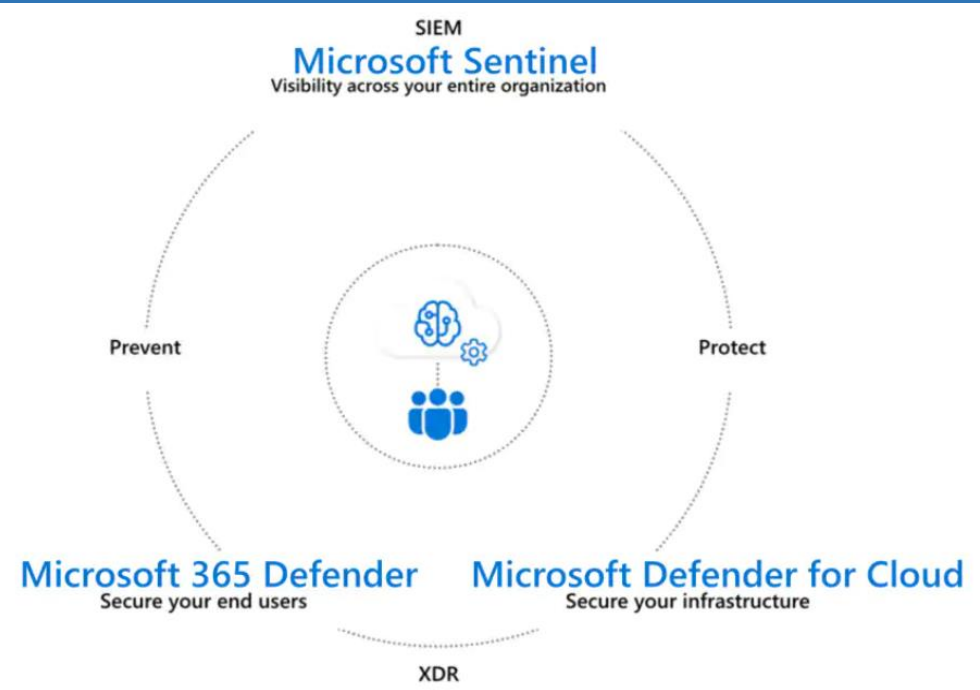 SIEM
Microsoft Sentinel
Visibility across your entire organization
Prevent
Protect
Microsoft 365 Defender
Secure your end users
Microsoft Defender for Cloud
Secure your infrastructure
XDR